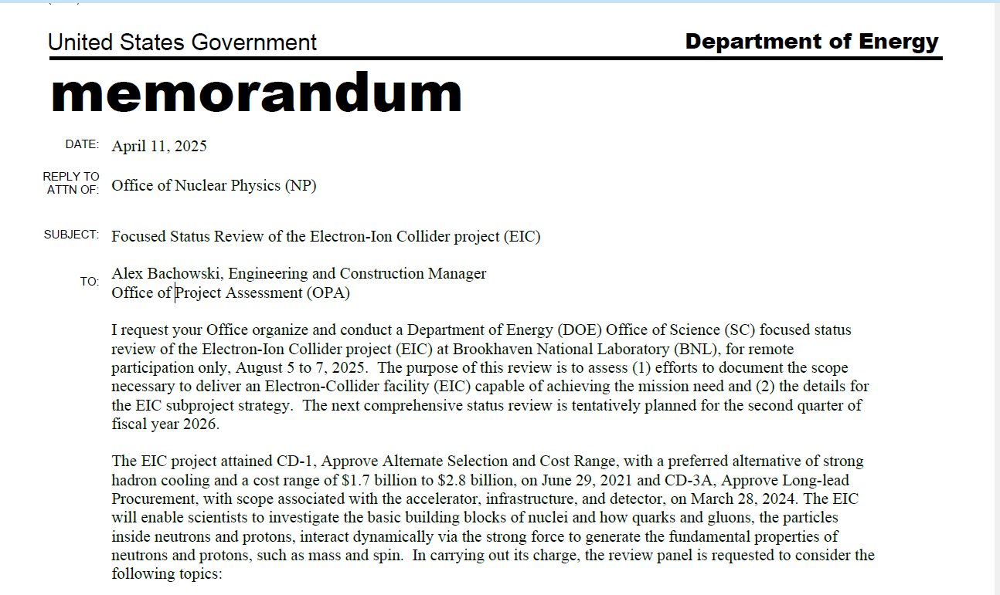 United States Government Department of Energy
memorandum
DATE: April 11, 2025
REPLY TO
ATTN OF: Office of Nuclear Physics (NP)
SUBJECT: Focused Status Review of the Electron-Ion Collider project (EIC)
TO: Alex Bachowski, Engineering and Construction Manager
Office of Project Assessment (OPA)
I request your Office organize and conduct a Department of Energy (DOE) Office of Science (SC) focused status
review of the Electron-Ion Collider project (EIC) at Brookhaven National Laboratory (BNL), for remote
participation only, August 5 to 7, 2025.  The purpose of this review is to assess (1) efforts to document the scope
necessary to deliver an Electron-Collider facility (EIC) capable of achieving the mission need and (2) the details for
the EIC subproject strategy.  The next comprehensive status review is tentatively planned for the second quarter of
fiscal year 2026.
The EIC project attained CD-1, Approve Alternate Selection and Cost Range, with a preferred alternative of strong
hadron cooling and a cost range of $1.7 billion to $2.8 billion, on June 29, 2021 and CD-3A, Approve Long-lead
Procurement, with scope associated with the accelerator, infrastructure, and detector, on March 28, 2024. The EIC
will enable scientists to investigate the basic building blocks of nuclei and how quarks and gluons, the particles
inside neutrons and protons, interact dynamically via the strong force to generate the fundamental properties of
neutrons and protons, such as mass and spin.  In carrying out its charge, the review panel is requested to consider the
following topics: